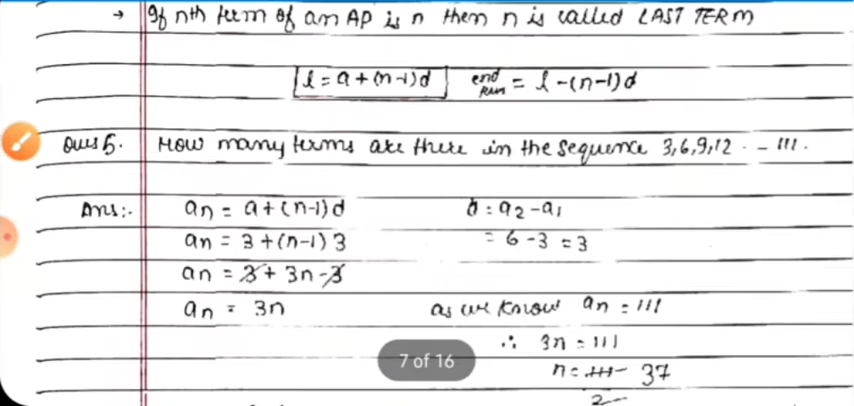 → If nth term of an AP is n then n is called LAST TERM
l = a + (n-1)d end term = l - (n-1)d
Ques 5. How many terms are there in the sequence 3,6,9,12 . - 111.
Ans:- an = a + (n-1)d d = a2 - a1
an = 3 + (n-1) 3 = 6 - 3 = 3
an = 3 + 3n - 3
an = 3n as we know an = 111
∴ 3n = 111
7 of 16
n = 111 37
3